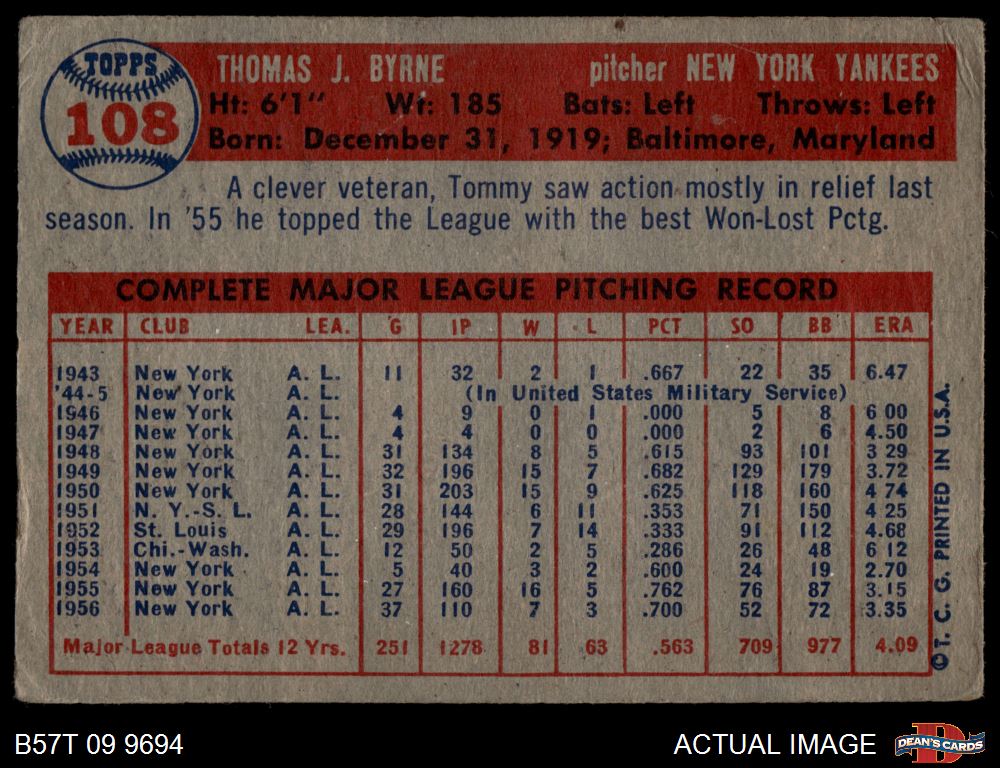 TOPPS
108
THOMAS J. BYRNE pitcher NEW YORK YANKEES
Ht: 6'1" Wt: 185 Bats: Left Throws: Left
Born: December 31, 1919; Baltimore, Maryland
A clever veteran, Tommy saw action mostly in relief last
season. In '55 he topped the League with the best Won-Lost Pctg.
COMPLETE MAJOR LEAGUE PITCHING RECORD
YEAR CLUB LEA. G IP W L PCT SO BB ERA
1943 New York A. L. 11 32 2 1 .667 22 35 6.47
'44-5 New York A. L. (In United States Military Service)
1946 New York A. L. 4 9 0 1 .000 5 8 6 00
1947 New York A. L. 4 4 0 0 .000 2 6 4.50
1948 New York A. L. 31 134 8 5 .615 93 101 3 29
1949 New York A. L. 32 196 15 7 .682 129 179 3.72
1950 New York A. L. 31 203 15 9 .625 118 160 4 74
1951 N. Y.-S. L. A. L. 28 144 6 11 .353 71 150 4 25
1952 St. Louis A. L. 29 196 7 14 .333 91 112 4.68
1953 Chi.-Wash. A. L. 12 50 2 5 .286 26 48 6 12
1954 New York A. L. 5 40 3 2 .600 24 19 2.70
1955 New York A. L. 27 160 16 5 .762 76 87 3.15
1956 New York A. L. 37 110 7 3 .700 52 72 3.35
Major League Totals 12 Yrs. 251 1278 81 63 .563 709 977 4.09
© T. C. G. PRINTED IN U.S.A.
B57T 09 9694
ACTUAL IMAGE
DEAN'S CARDS